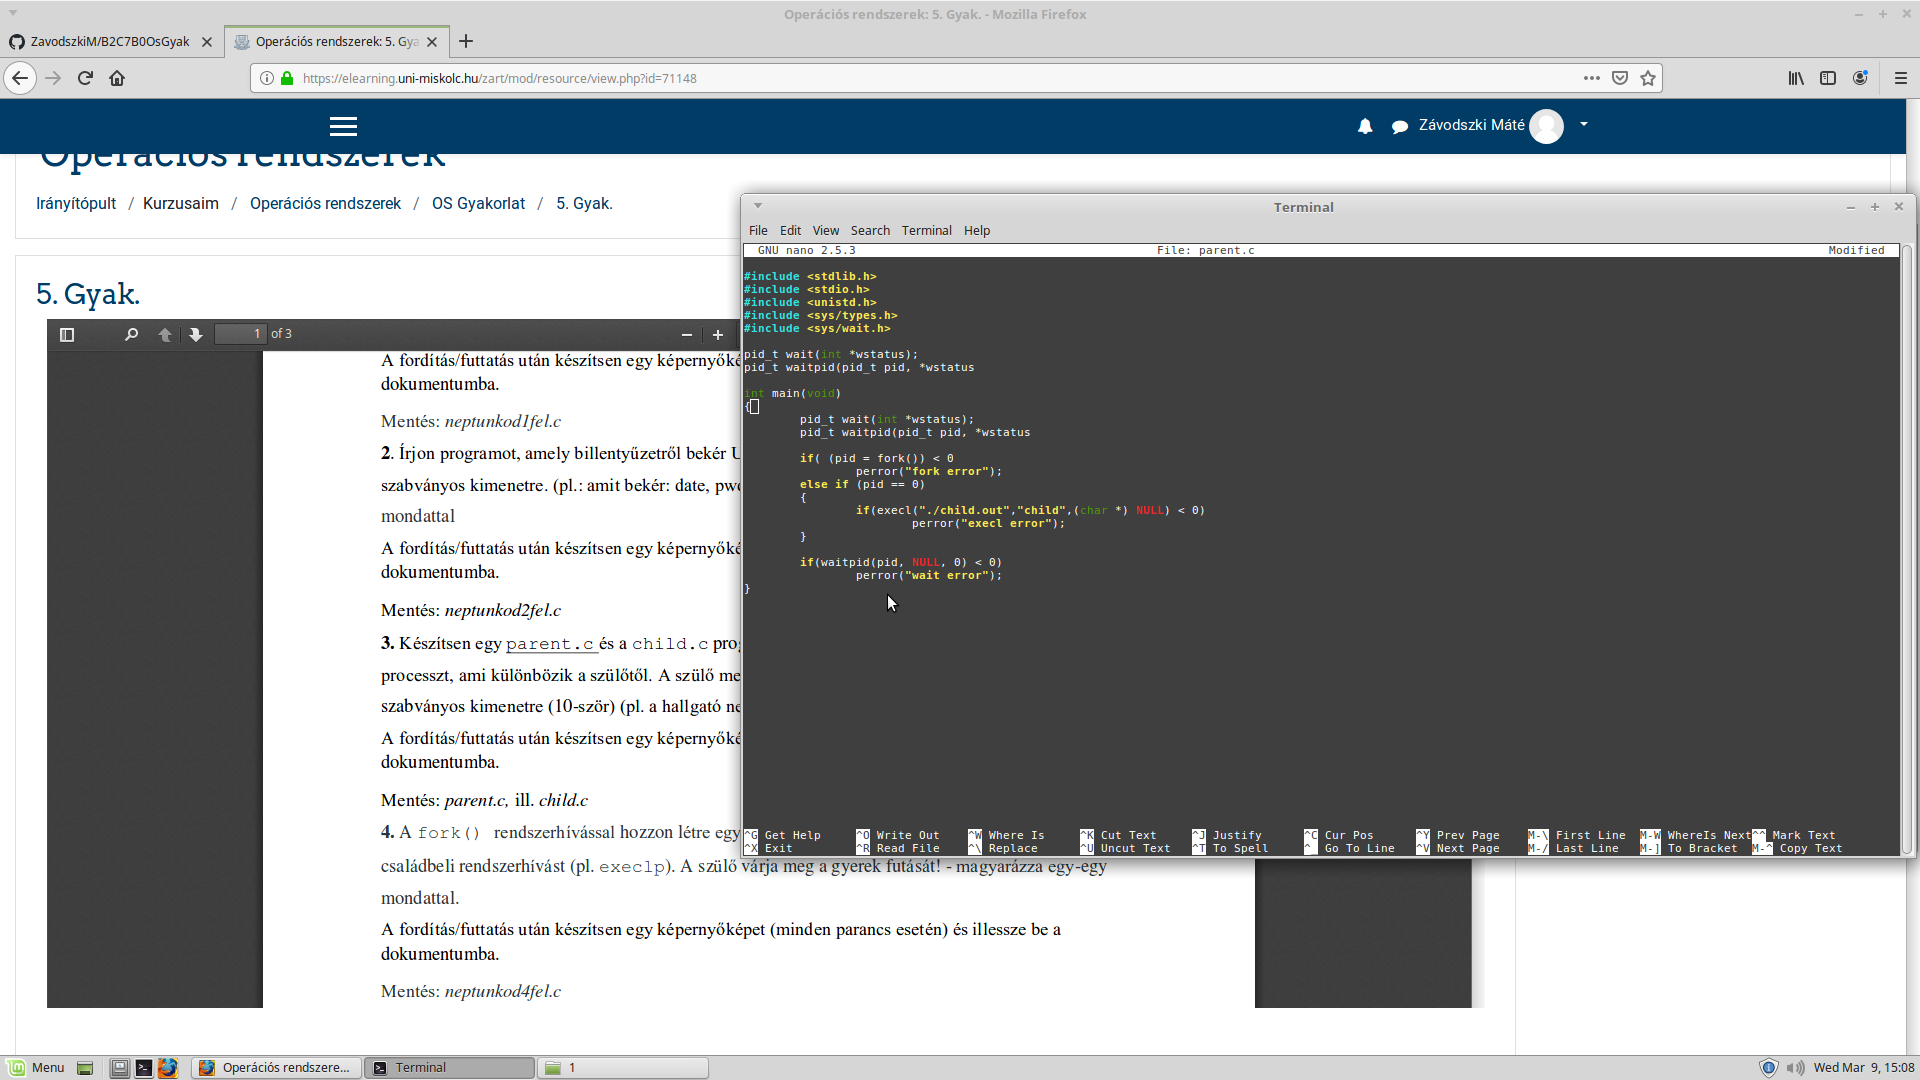 Operációs rendszerek: 5. Gyak. - Mozilla Firefox
ZavodszkiM/B2C7B0OsGyak
Operációs rendszerek: 5. Gya
https://elearning.uni-miskolc.hu/zart/mod/resource/view.php?id=71148
Závodszki Máté
Operációs rendszerek
Irányítópult / Kurzusaim / Operációs rendszerek / OS Gyakorlat / 5. Gyak.
5. Gyak.
1 of 3
A fordítás/futtatás után készítsen egy képernyőké
dokumentumba.
Mentés: neptunkod1fel.c
2. Írjon programot, amely billentyűzetről bekér U
szabványos kimenetre. (pl.: amit bekér: date, pwd
mondattal
A fordítás/futtatás után készítsen egy képernyőké
dokumentumba.
Mentés: neptunkod2fel.c
3. Készítsen egy parent.c és a child.c prog
processzt, ami különbözik a szülőtől. A szülő me
szabványos kimenetre (10-ször) (pl. a hallgató ne
A fordítás/futtatás után készítsen egy képernyőké
dokumentumba.
Mentés: parent.c, ill. child.c
4. A fork() rendszerhívással hozzon létre egy
családbeli rendszerhívást (pl. execlp). A szülő várja meg a gyerek futását! - magyarázza egy-egy
mondattal.
A fordítás/futtatás után készítsen egy képernyőképet (minden parancs esetén) és illessze be a
dokumentumba.
Mentés: neptunkod4fel.c
Terminal
File Edit View Search Terminal Help
GNU nano 2.5.3 File: parent.c Modified
#include <stdlib.h>
#include <stdio.h>
#include <unistd.h>
#include <sys/types.h>
#include <sys/wait.h>
pid_t wait(int *wstatus);
pid_t waitpid(pid_t pid, *wstatus
int main(void)
{
pid_t wait(int *wstatus);
pid_t waitpid(pid_t pid, *wstatus
if( (pid = fork()) < 0
perror("fork error");
else if (pid == 0)
{
if(execl("./child.out","child",(char *) NULL) < 0)
perror("execl error");
}
if(waitpid(pid, NULL, 0) < 0)
perror("wait error");
}
^G Get Help ^O Write Out ^W Where Is ^K Cut Text ^J Justify ^C Cur Pos ^Y Prev Page M-\ First Line M-W WhereIs Next ^^ Mark Text
^X Exit ^R Read File ^\ Replace ^U Uncut Text ^T To Spell ^_ Go To Line ^V Next Page M-/ Last Line M-] To Bracket M-^ Copy Text
Menu
Operációs rendszere...
Terminal
1
Wed Mar 9, 15:08